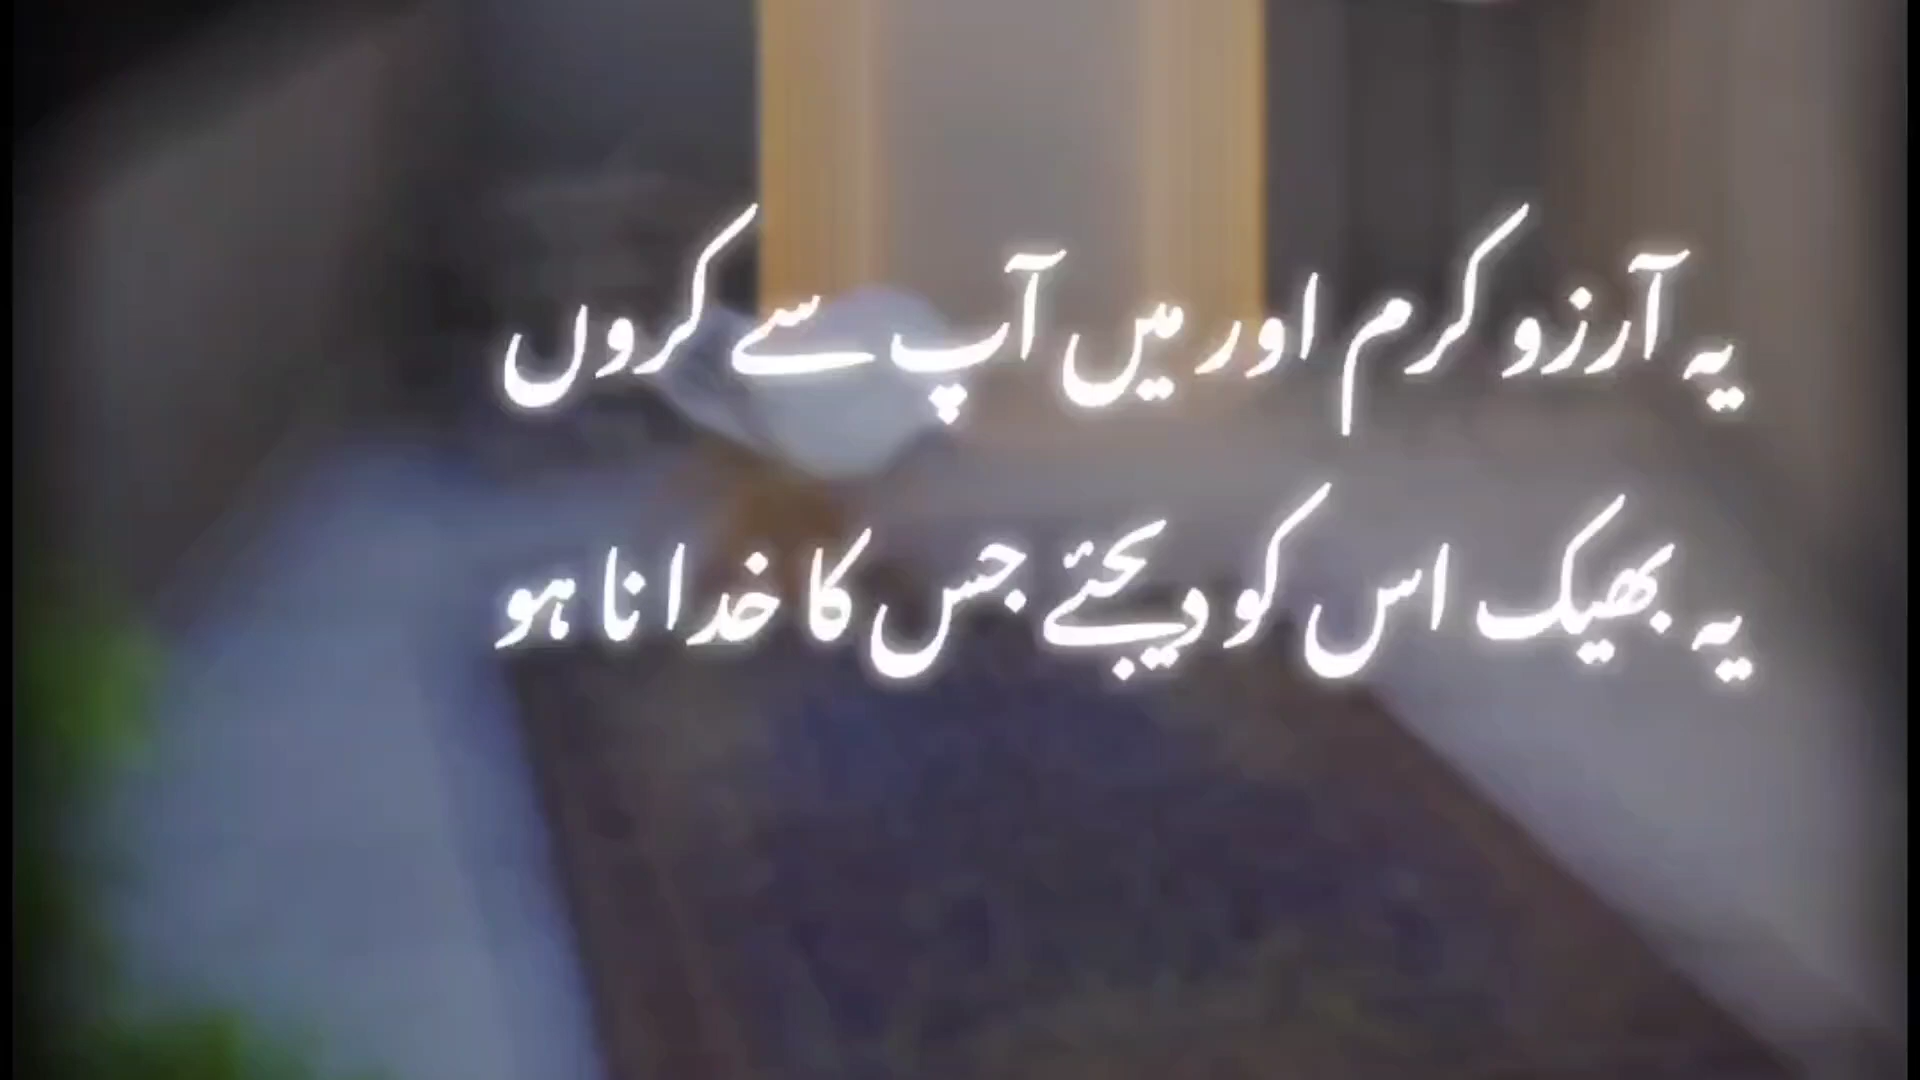 یہ آرزو کرم اور میں آپ سے کروں
یہ بھیک اس کو دیجئے جس کا خدا نا ہو